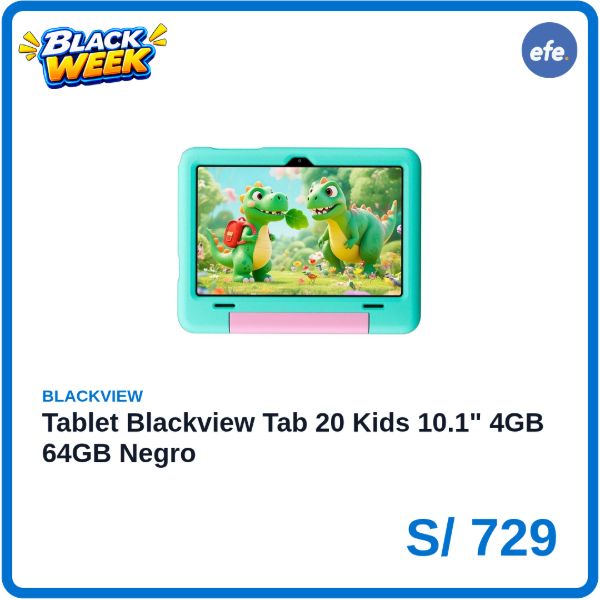 BLACK
WEEK
efe.
BLACKVIEW
Tablet Blackview Tab 20 Kids 10.1" 4GB
64GB Negro
S/ 729